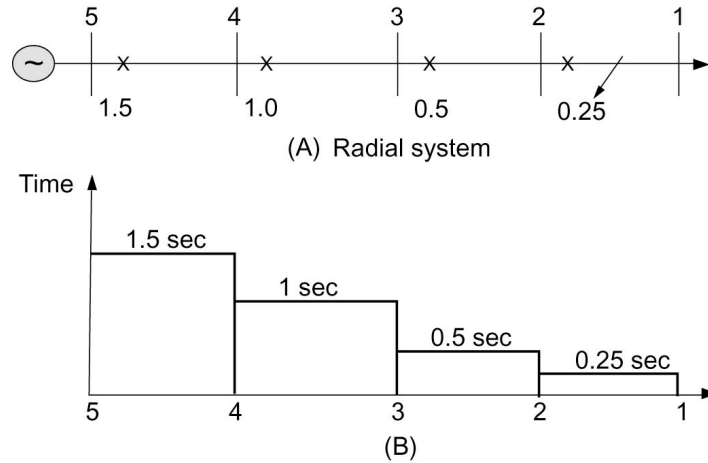 5 4 3 2 1
~
X X X X
1.5 1.0 0.5 0.25
(A) Radial system
Time
1.5 sec
1 sec
0.5 sec
0.25 sec
5 4 3 2 1
(B)